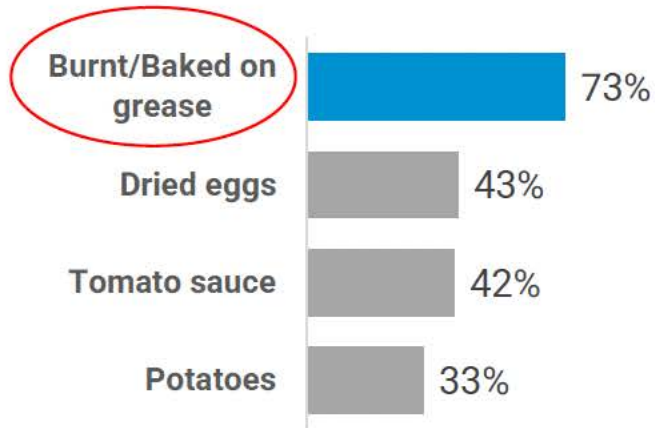 Burnt/Baked on
grease
73%
Dried eggs
43%
Tomato sauce
42%
Potatoes
33%